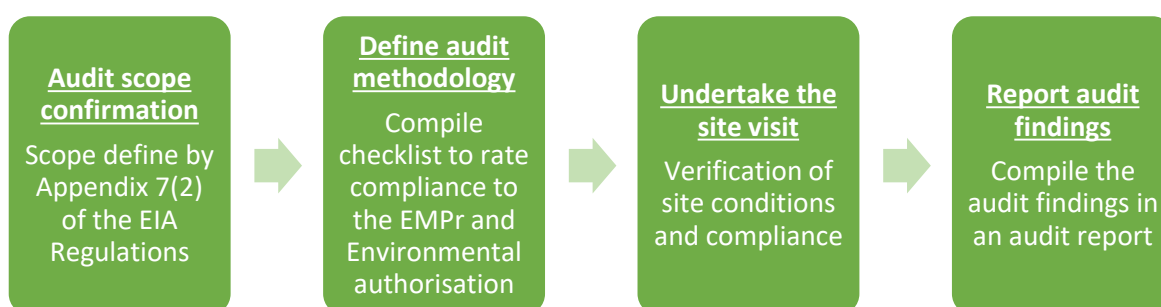 Audit scope
confirmation
Scope define by
Appendix 7(2)
of the EIA
Regulations
Define audit
methodology
Compile
checklist to rate
compliance to
the EMPr and
Environmental
authorisation
Undertake the
site visit
Verification of
site conditions
and compliance
Report audit
findings
Compile the
audit findings in
an audit report